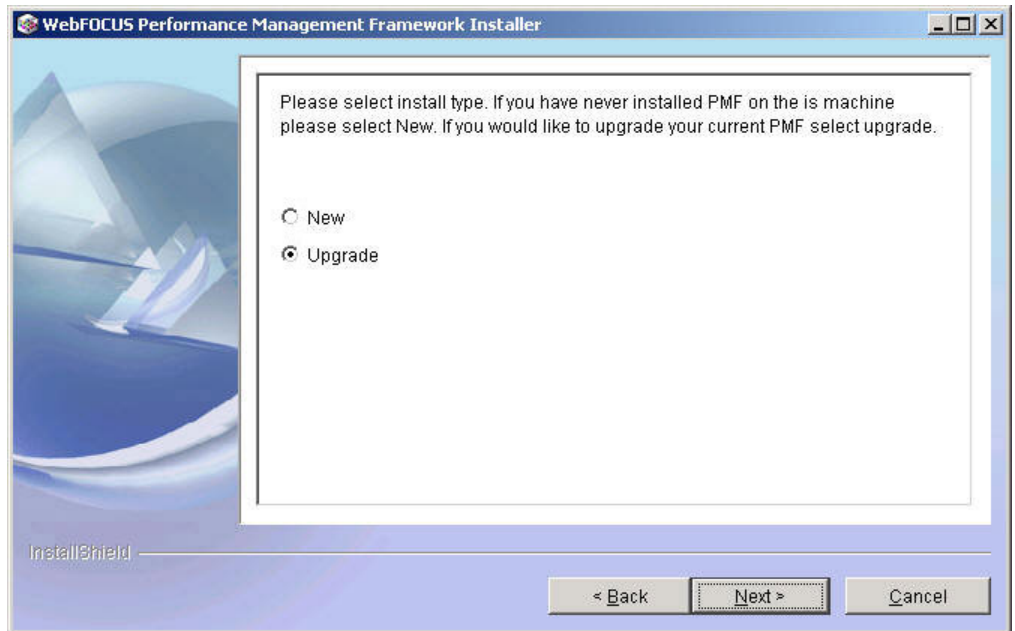 WebFOCUS Performance Management Framework Installer
Please select install type. If you have never installed PMF on the is machine
please select New. If you would like to upgrade your current PMF select upgrade.
New
Upgrade
InstallShield
< Back
Next >
Cancel